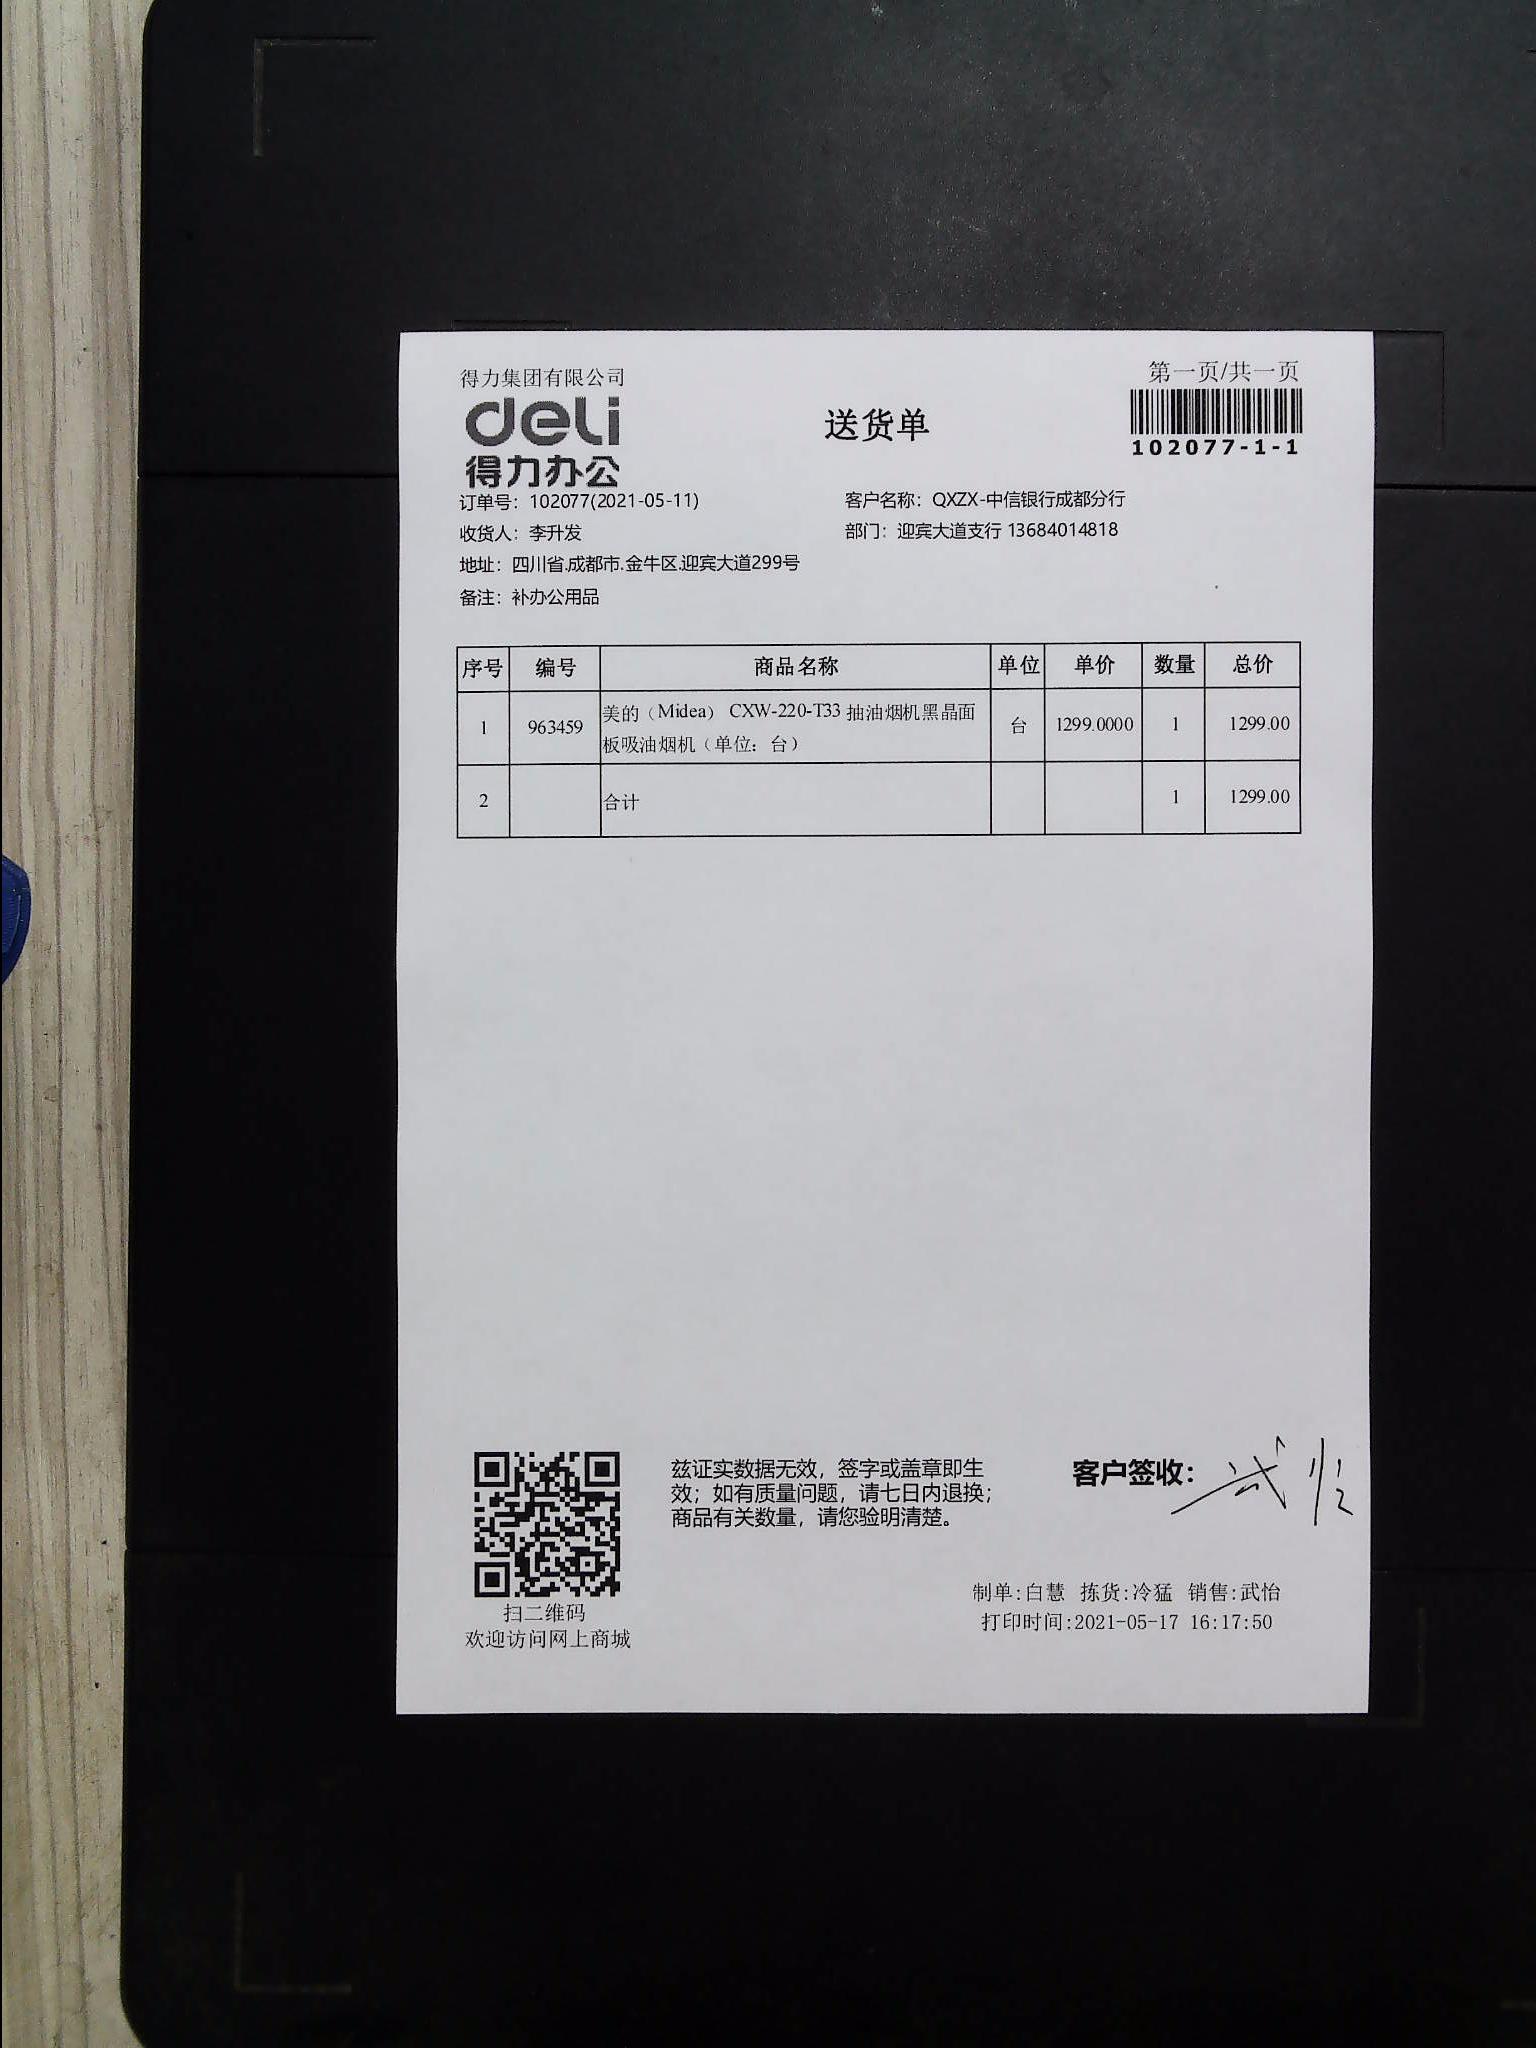 得力集团有限公司
第一页/共一页
deli
得力办公
送货单
102077-1-1
订单号：102077(2021-05-11)
客户名称：QXZX-中信银行成都分行
收货人：李升发
部门：迎宾大道支行 13684014818
地址：四川省.成都市.金牛区.迎宾大道299号
备注：补办公用品
序号 编号 商品名称 单位 单价 数量 总价
1 963459 美的（Midea） CXW-220-T33 抽油烟机黑晶面 台 1299.0000 1 1299.00
板吸油烟机（单位：台）
2 合计 1 1299.00
兹证实数据无效，签字或盖章即生
效；如有质量问题，请七日内退换；
商品有关数量，请您验明清楚。
客户签收：武怡
扫二维码
欢迎访问网上商城
制单:白慧 拣货:冷猛 销售:武怡
打印时间:2021-05-17 16:17:50